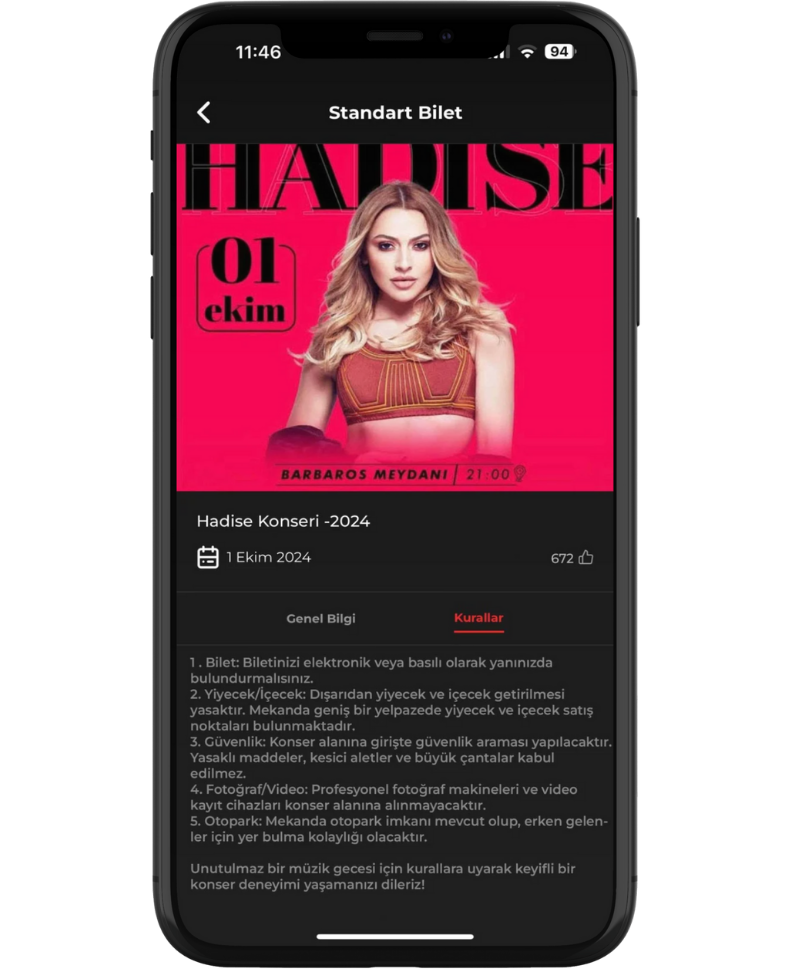 11:46
94
Standart Bilet
HADISE
01
ekim
BARBAROS MEYDANI | 21:00
Hadise Konseri -2024
1 Ekim 2024
672
Genel Bilgi
Kurallar
1 . Bilet: Biletinizi elektronik veya basılı olarak yanınızda
bulundurmalısınız.
2. Yiyecek/İçecek: Dışarıdan yiyecek ve içecek getirilmesi
yasaktır. Mekanda geniş bir yelpazede yiyecek ve içecek satış
noktaları bulunmaktadır.
3. Güvenlik: Konser alanına girişte güvenlik araması yapılacaktır.
Yasaklı maddeler, kesici aletler ve büyük çantalar kabul
edilmez.
4. Fotoğraf/Video: Profesyonel fotoğraf makineleri ve video
kayıt cihazları konser alanına alınmayacaktır.
5. Otopark: Mekanda otopark imkanı mevcut olup, erken gelen-
ler için yer bulma kolaylığı olacaktır.
Unutulmaz bir müzik gecesi için kurallara uyarak keyifli bir
konser deneyimi yaşamanızı dileriz!